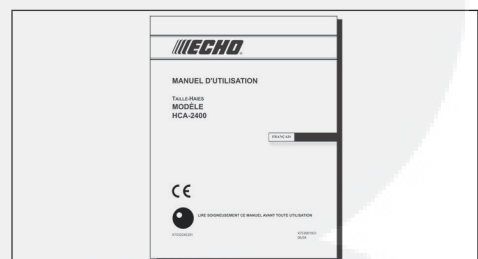 ECHO
MANUEL D'UTILISATION
TAILLE-HAIES
MODÈLE
HCA-2400
FRANÇAIS
CE
LIRE SOIGNEUSEMENT CE MANUEL AVANT TOUTE UTILISATION